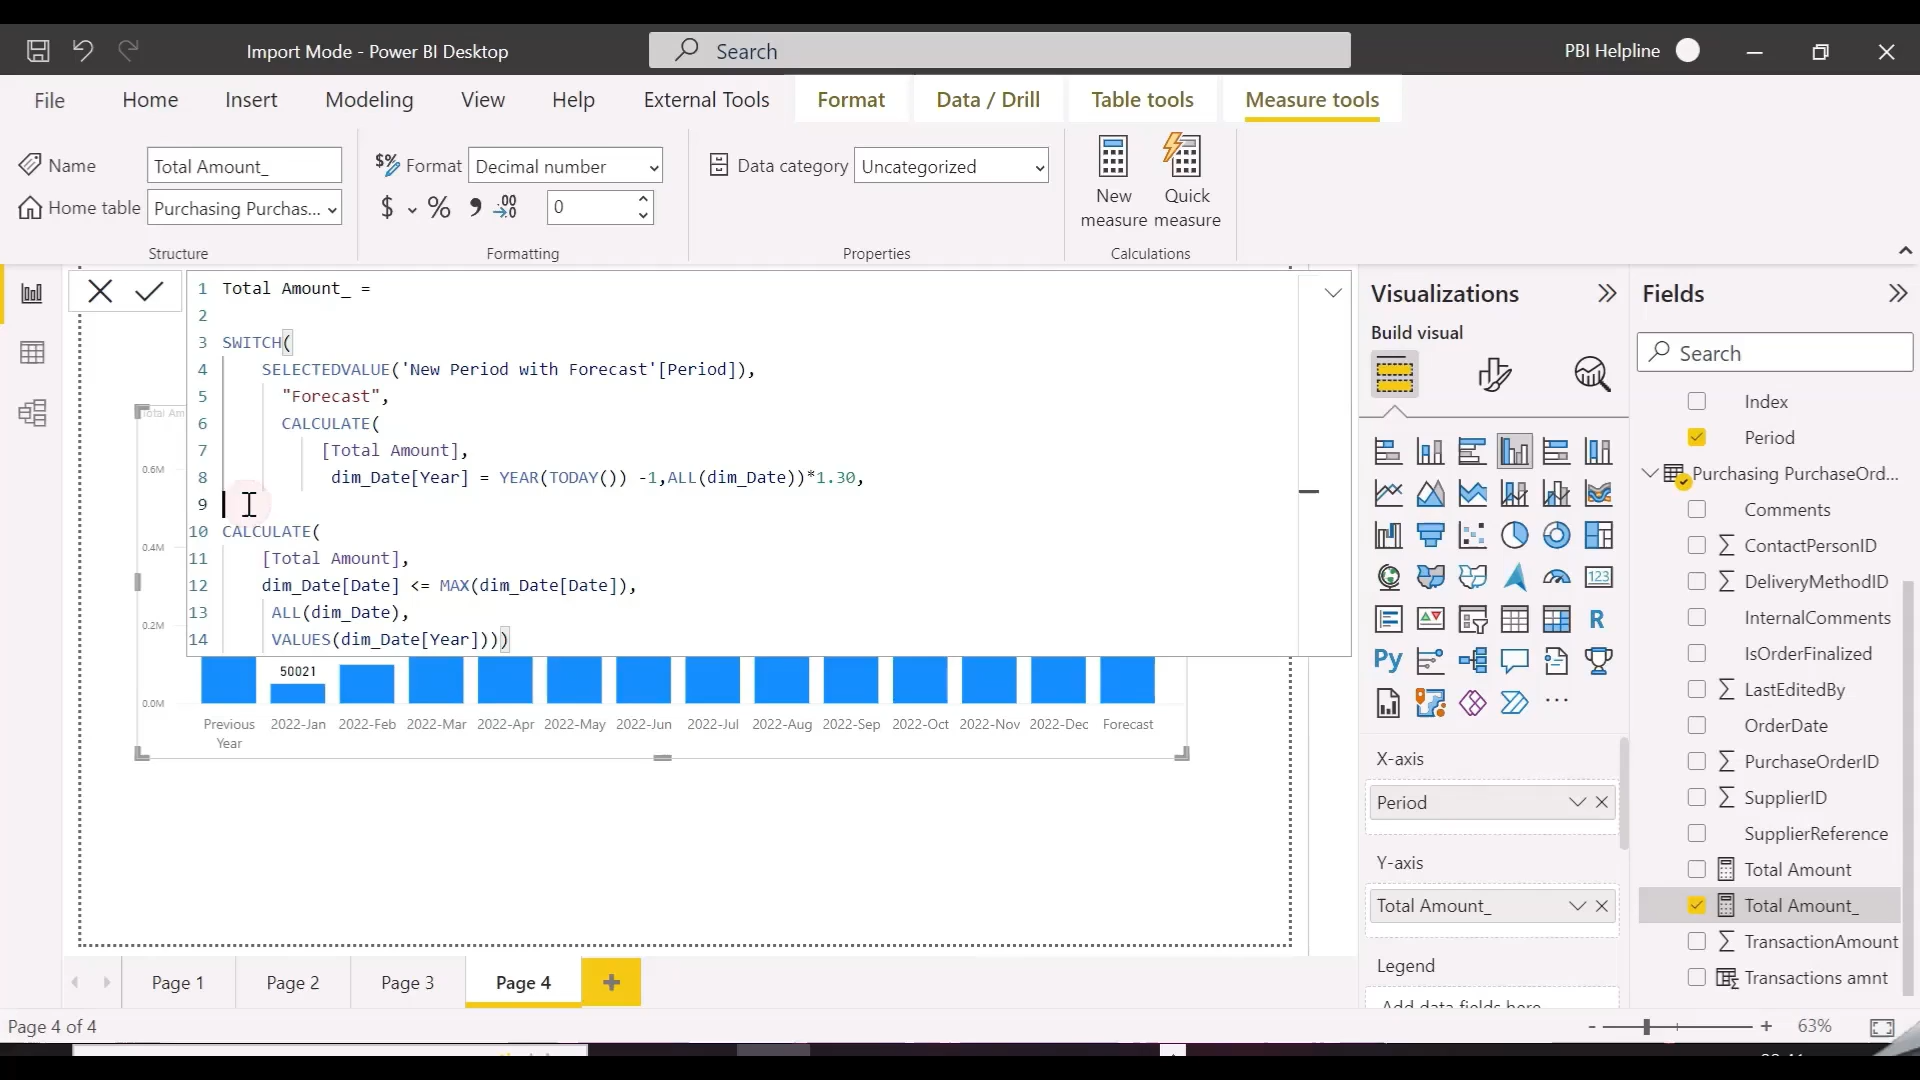 Import Mode - Power BI Desktop
Search
PBI Helpline
File Home Insert Modeling View Help External Tools Format Data / Drill Table tools Measure tools
Name Total Amount_
Format Decimal number
Data category Uncategorized
Home table Purchasing Purchas...
$ % 0
New measure
Quick measure
Structure Formatting Properties Calculations
1 Total Amount_ =
2
3 SWITCH(
4 SELECTEDVALUE('New Period with Forecast'[Period]),
5 "Forecast",
6 CALCULATE(
7 [Total Amount],
8 dim_Date[Year] = YEAR(TODAY()) -1,ALL(dim_Date))*1.30,
9
10 CALCULATE(
11 [Total Amount],
12 dim_Date[Date] <= MAX(dim_Date[Date]),
13 ALL(dim_Date),
14 VALUES(dim_Date[Year])))
Total Am
0.6M
0.4M
0.2M
0.0M
50021
Previous Year 2022-Jan 2022-Feb 2022-Mar 2022-Apr 2022-May 2022-Jun 2022-Jul 2022-Aug 2022-Sep 2022-Oct 2022-Nov 2022-Dec Forecast
Visualizations
Build visual
123
R
Py
...
X-axis
Period
Y-axis
Total Amount_
Legend
Add data fields here
Fields
Search
Index
Period
Purchasing PurchaseOrd...
Comments
ContactPersonID
DeliveryMethodID
InternalComments
IsOrderFinalized
LastEditedBy
OrderDate
PurchaseOrderID
SupplierID
SupplierReference
Total Amount
Total Amount_
TransactionAmount
Transactions amnt
Page 1 Page 2 Page 3 Page 4 +
Page 4 of 4
- + 63%